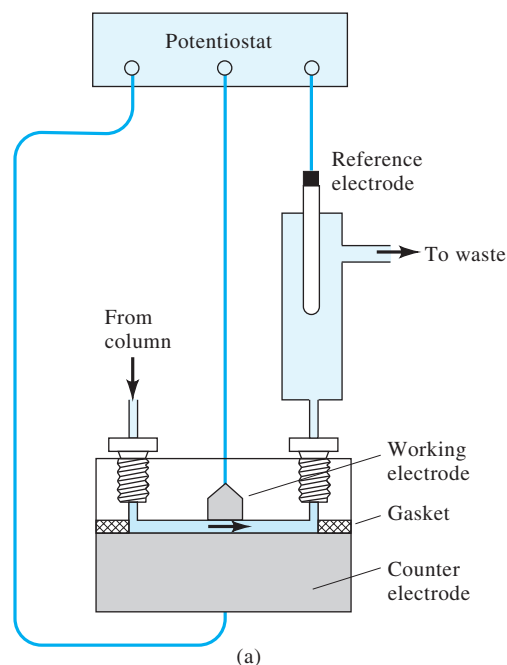 Potentiostat
Reference
electrode
To waste
From
column
Working
electrode
Gasket
Counter
electrode
(a)